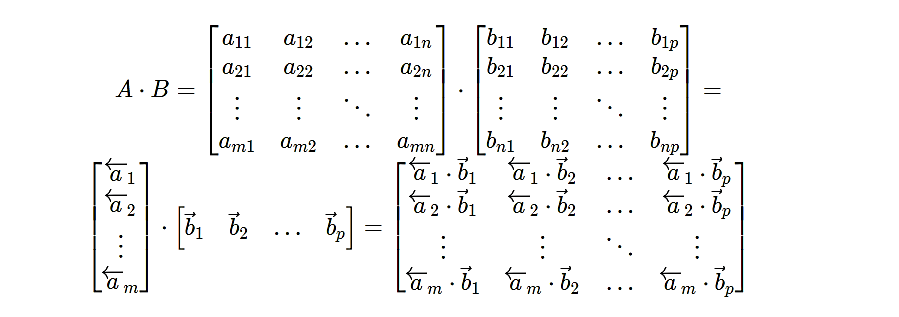 A · B = [a₁₁ a₁₂ … a₁ₙ; a₂₁ a₂₂ … a₂ₙ; ⋮ ⋮ ⋱ ⋮; aₘ₁ aₘ₂ … aₘₙ] · [b₁₁ b₁₂ … b₁ₚ; b₂₁ b₂₂ … b₂ₚ; ⋮ ⋮ ⋱ ⋮; bₙ₁ bₙ₂ … bₙₚ] =
[a⃖₁; a⃖₂; ⋮; a⃖ₘ] · [b⃗₁ b⃗₂ … b⃗ₚ] = [a⃖₁ · b⃗₁ a⃖₁ · b⃗₂ … a⃖₁ · b⃗ₚ; a⃖₂ · b⃗₁ a⃖₂ · b⃗₂ … a⃖₂ · b⃗ₚ; ⋮ ⋮ ⋱ ⋮; a⃖ₘ · b⃗₁ a⃖ₘ · b⃗₂ … a⃖ₘ · b⃗ₚ]